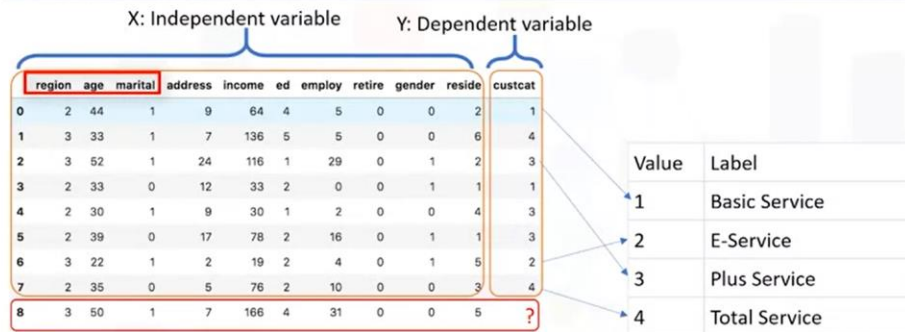 X: Independent variable
Y: Dependent variable
region age marital address income ed employ retire gender reside custcat
0 2 44 1 9 64 4 5 0 0 2 1
1 3 33 1 7 136 5 5 0 0 6 4
2 3 52 1 24 116 1 29 0 1 2 3
3 2 33 0 12 33 2 0 0 1 1 1
4 2 30 1 9 30 1 2 0 0 4 3
5 2 39 0 17 78 2 16 0 1 1 3
6 3 22 1 2 19 2 4 0 1 5 2
7 2 35 0 5 76 2 10 0 0 3 4
8 3 50 1 7 166 4 31 0 0 5 ?
Value Label
1 Basic Service
2 E-Service
3 Plus Service
4 Total Service